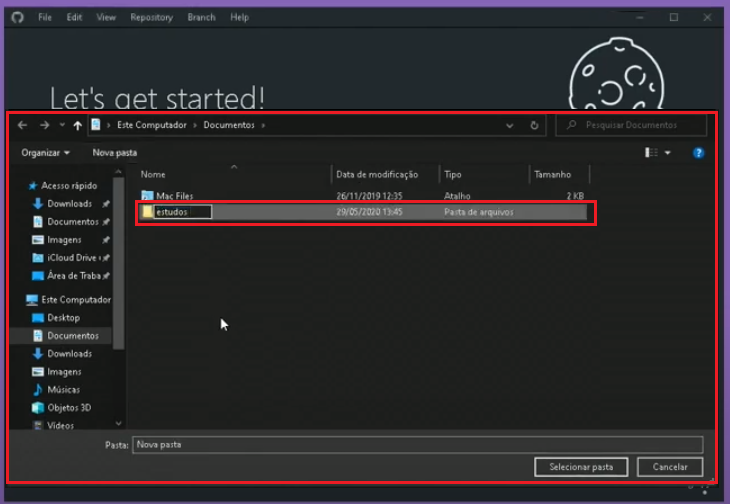 File Edit View Repository Branch Help
Let's get started!
Este Computador > Documentos >
Pesquisar Documentos
Organizar Nova pasta
Nome Data de modificação Tipo Tamanho
Mac Files 26/11/2019 12:35 Atalho 2 KB
estudos 29/05/2020 13:45 Pasta de arquivos
Acesso rápido
Downloads
Documentos
Imagens
iCloud Drive
Área de Traba
Este Computador
Desktop
Documentos
Downloads
Imagens
Músicas
Objetos 3D
Vídeos
Pasta: Nova pasta
Selecionar pasta Cancelar